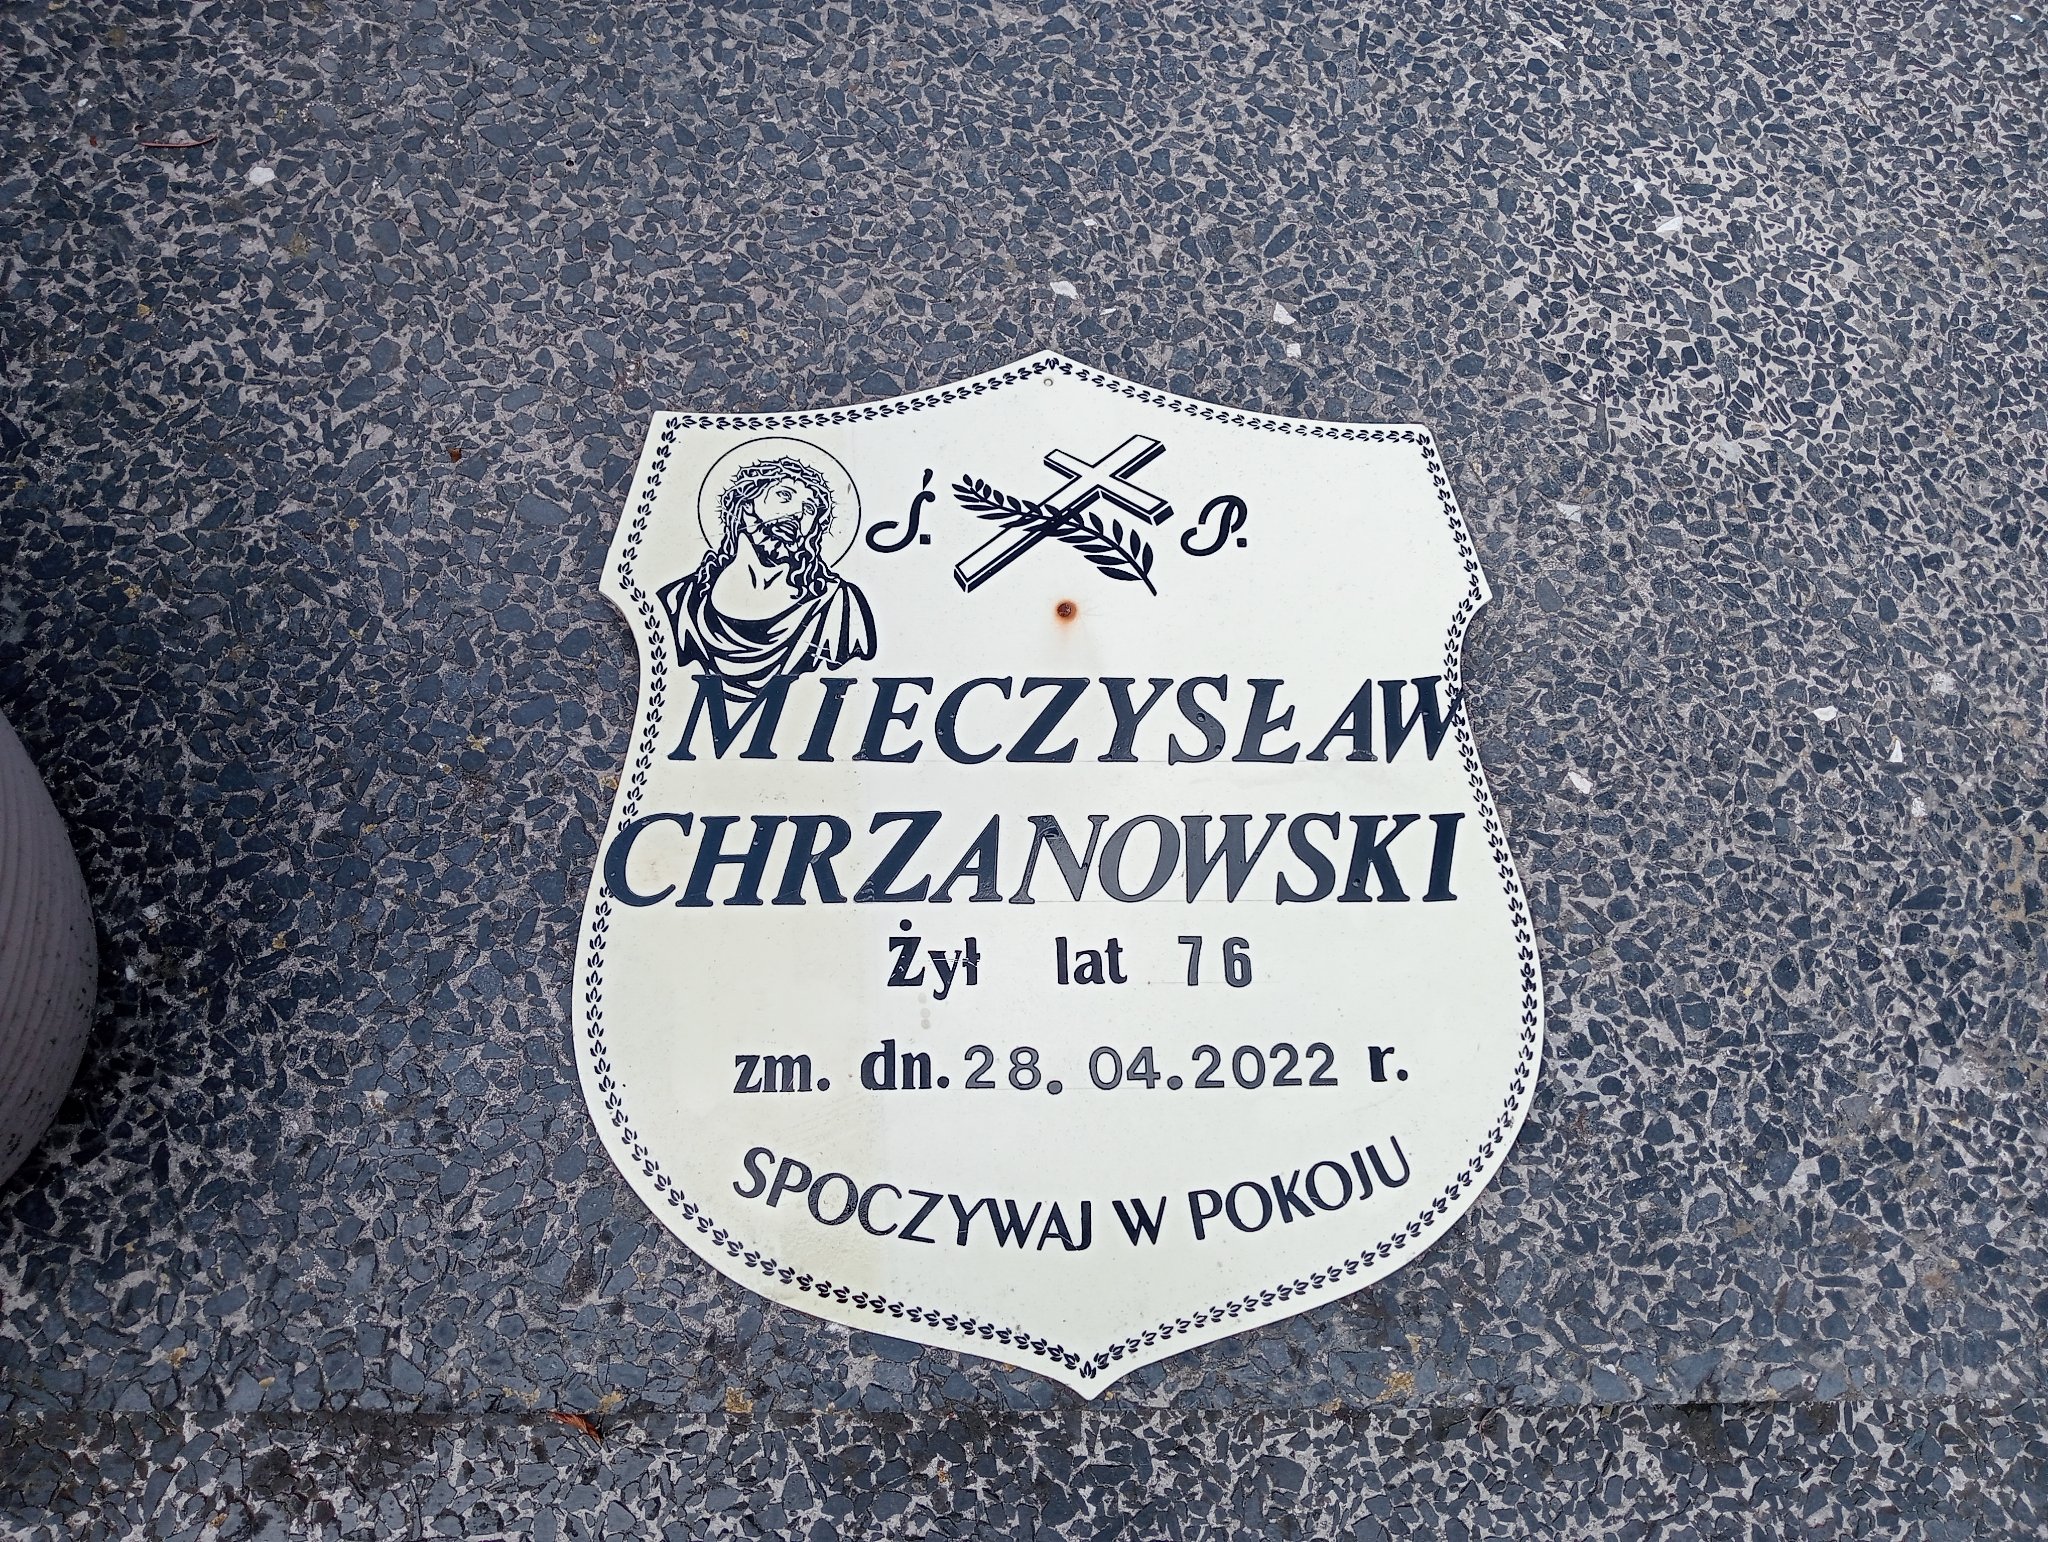 Ś. P.
MIECZYSŁAW
CHRZANOWSKI
Żył lat 76
zm. dn. 28. 04. 2022 r.
SPOCZYWAJ W POKOJU